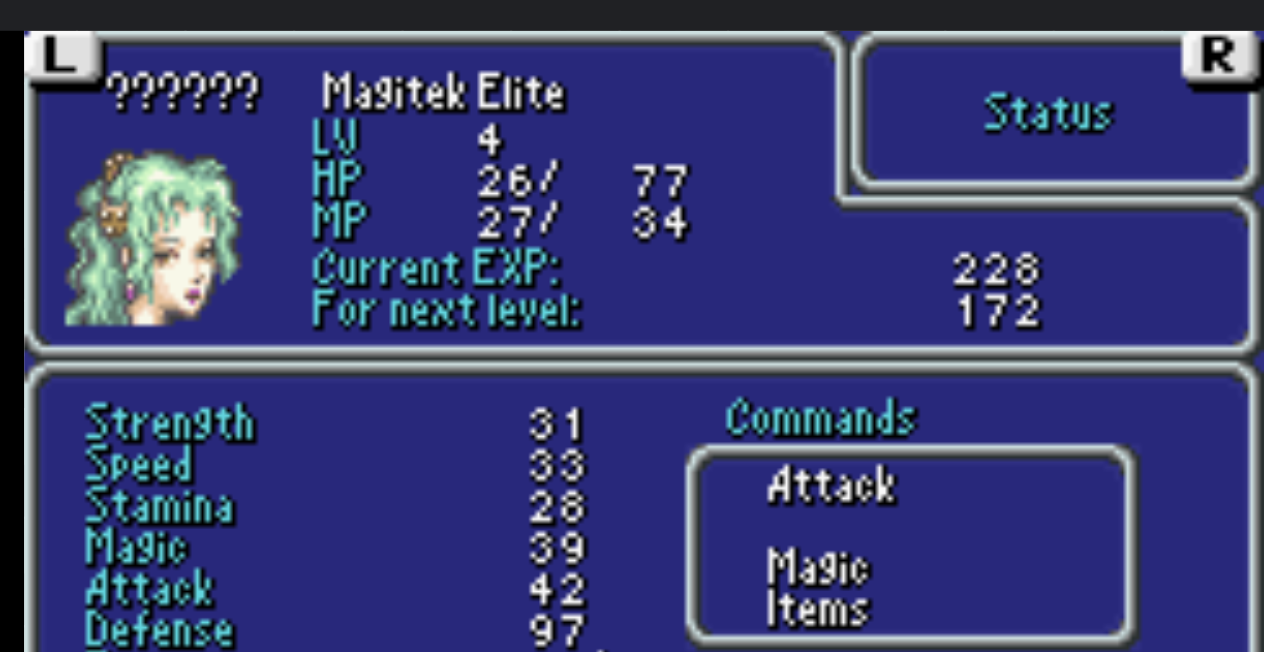 L
R
?????? Magitek Elite
Status
LV 4
HP 26/ 77
MP 27/ 34
Current EXP: 228
For next level: 172
Strength 31
Speed 33
Stamina 28
Magic 39
Attack 42
Defense 97
Commands
Attack
Magic
Items